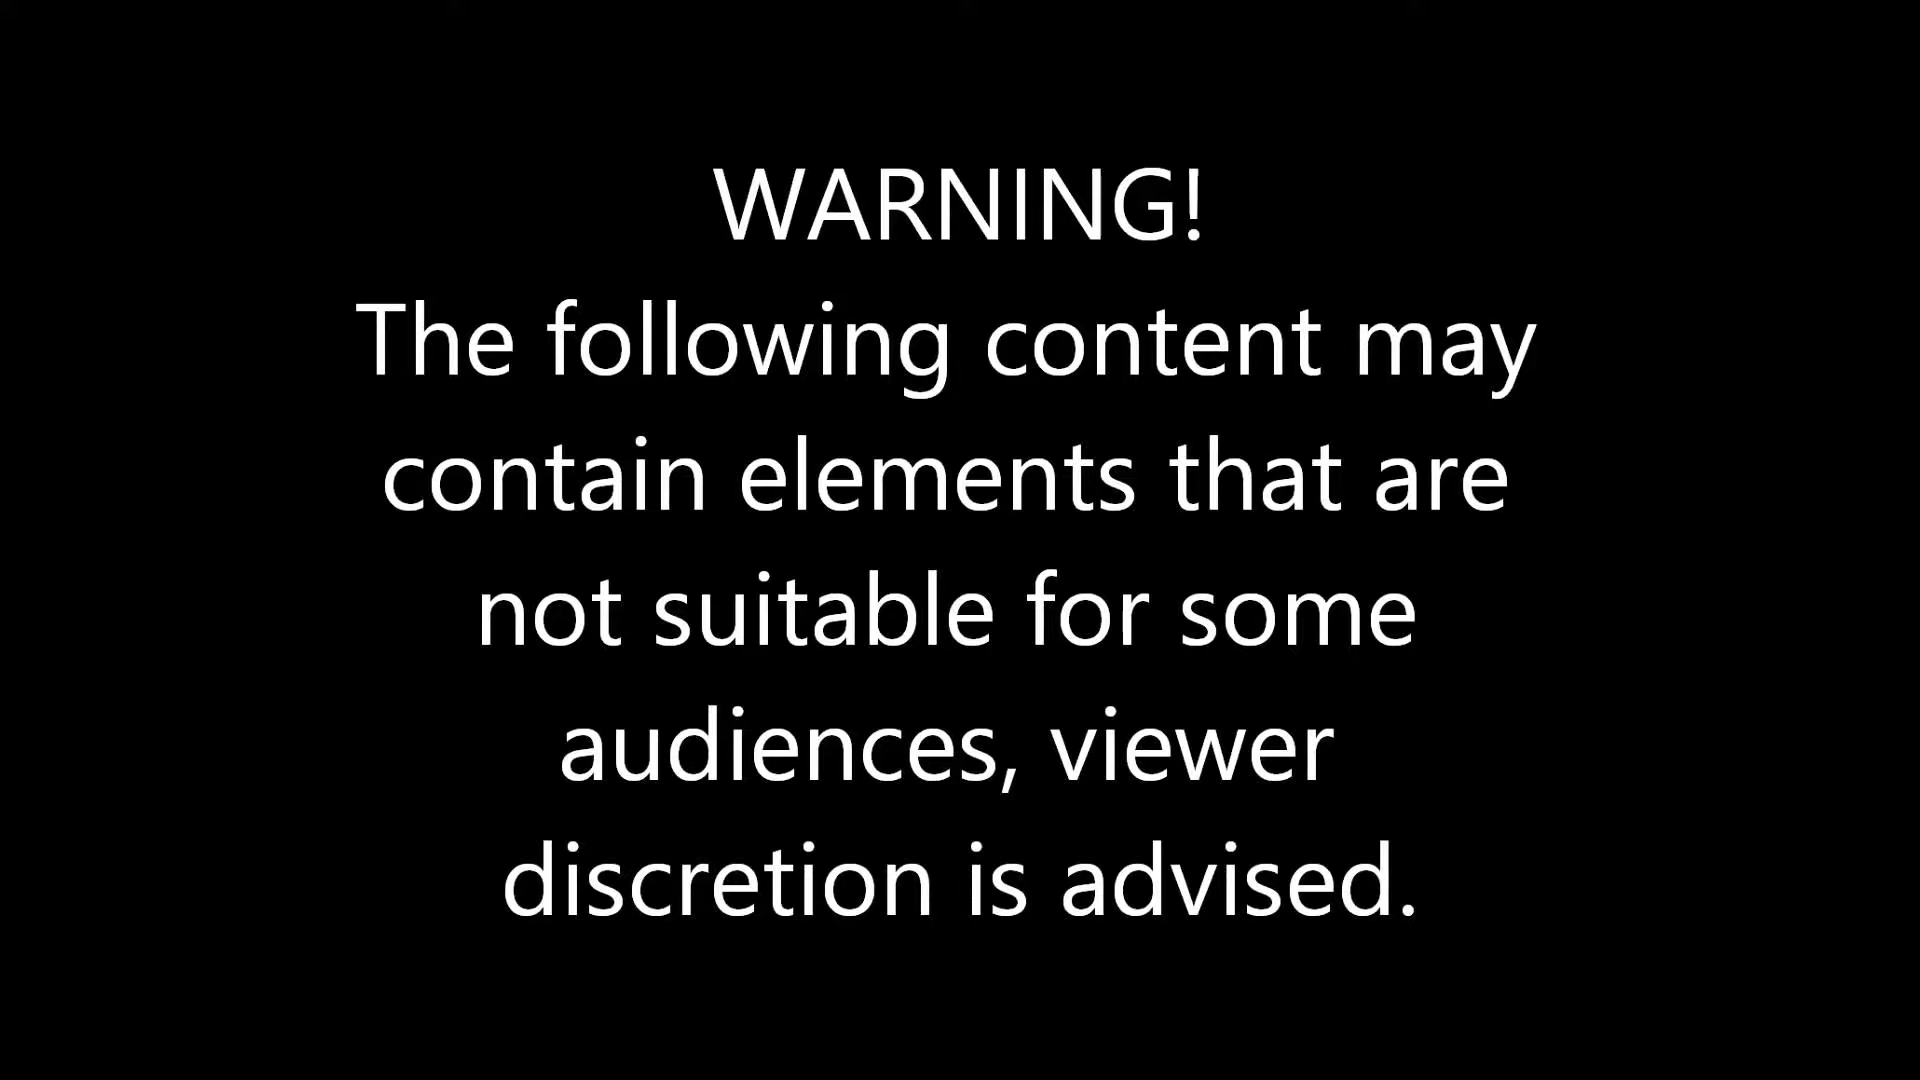 WARNING!
The following content may
contain elements that are
not suitable for some
audiences, viewer
discretion is advised.